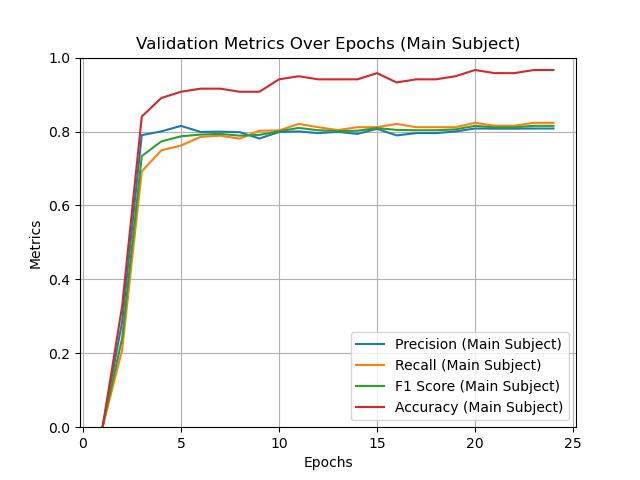 Validation Metrics Over Epochs (Main Subject)
1.0
0.8
0.6
0.4
0.2
0.0
Metrics
0
5
10
15
20
25
Epochs
Precision (Main Subject)
Recall (Main Subject)
F1 Score (Main Subject)
Accuracy (Main Subject)